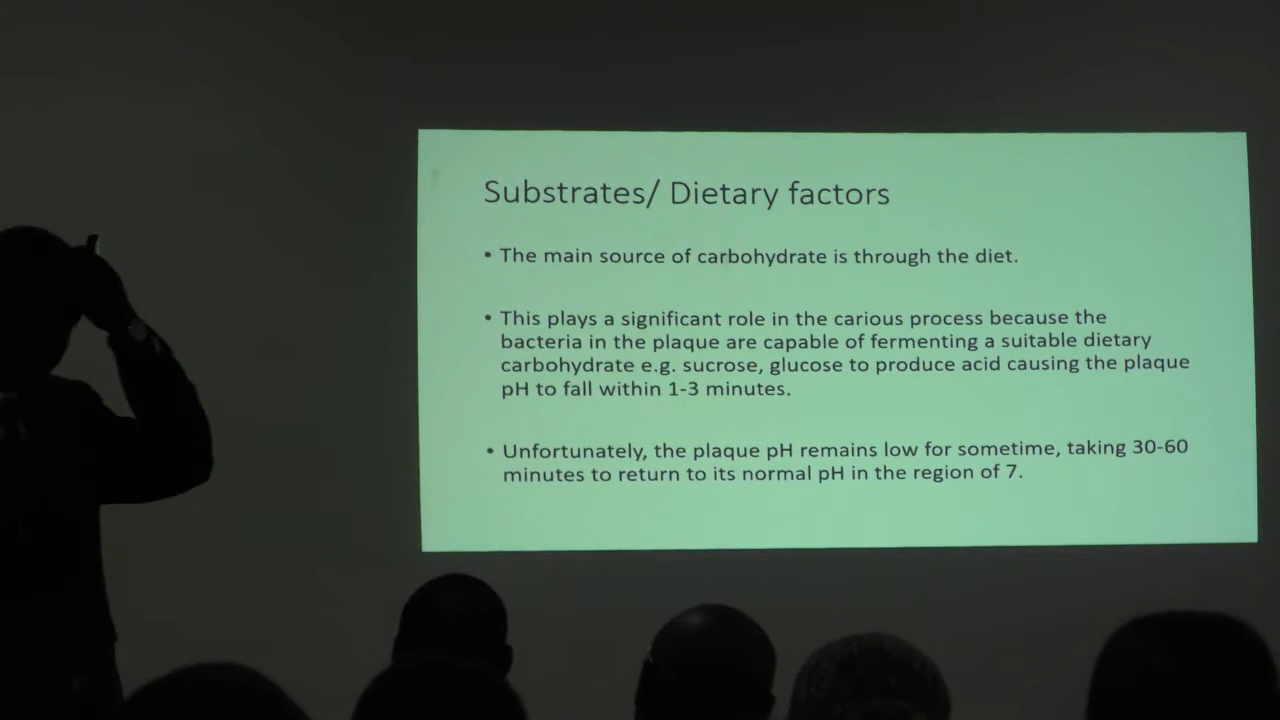 Substrates/ Dietary factors
• The main source of carbohydrate is through the diet.
• This plays a significant role in the carious process because the
bacteria in the plaque are capable of fermenting a suitable dietary
carbohydrate e.g. sucrose, glucose to produce acid causing the plaque
pH to fall within 1-3 minutes.
• Unfortunately, the plaque pH remains low for sometime, taking 30-60
minutes to return to its normal pH in the region of 7.